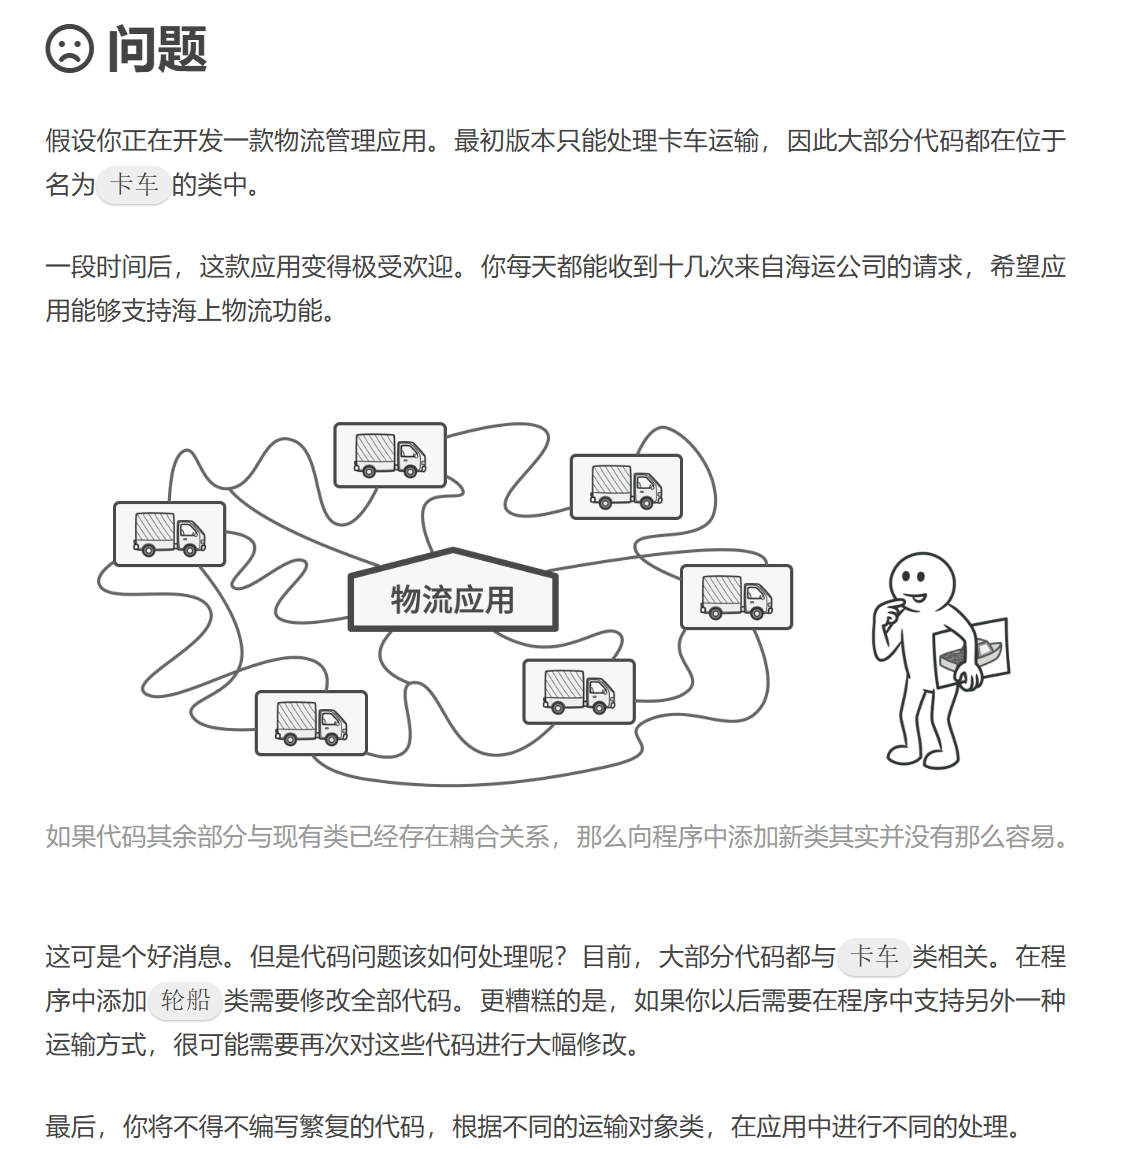 问题
假设你正在开发一款物流管理应用。最初版本只能处理卡车运输，因此大部分代码都在位于
名为 卡车 的类中。
一段时间后，这款应用变得极受欢迎。你每天都能收到十几次来自海运公司的请求，希望应
用能够支持海上物流功能。
物流应用
如果代码其余部分与现有类已经存在耦合关系，那么向程序中添加新类其实并没有那么容易。
这可是个好消息。但是代码问题该如何处理呢？目前，大部分代码都与 卡车 类相关。在程
序中添加 轮船 类需要修改全部代码。更糟糕的是，如果你以后需要在程序中支持另外一种
运输方式，很可能需要再次对这些代码进行大幅修改。
最后，你将不得不编写繁复的代码，根据不同的运输对象类，在应用中进行不同的处理。